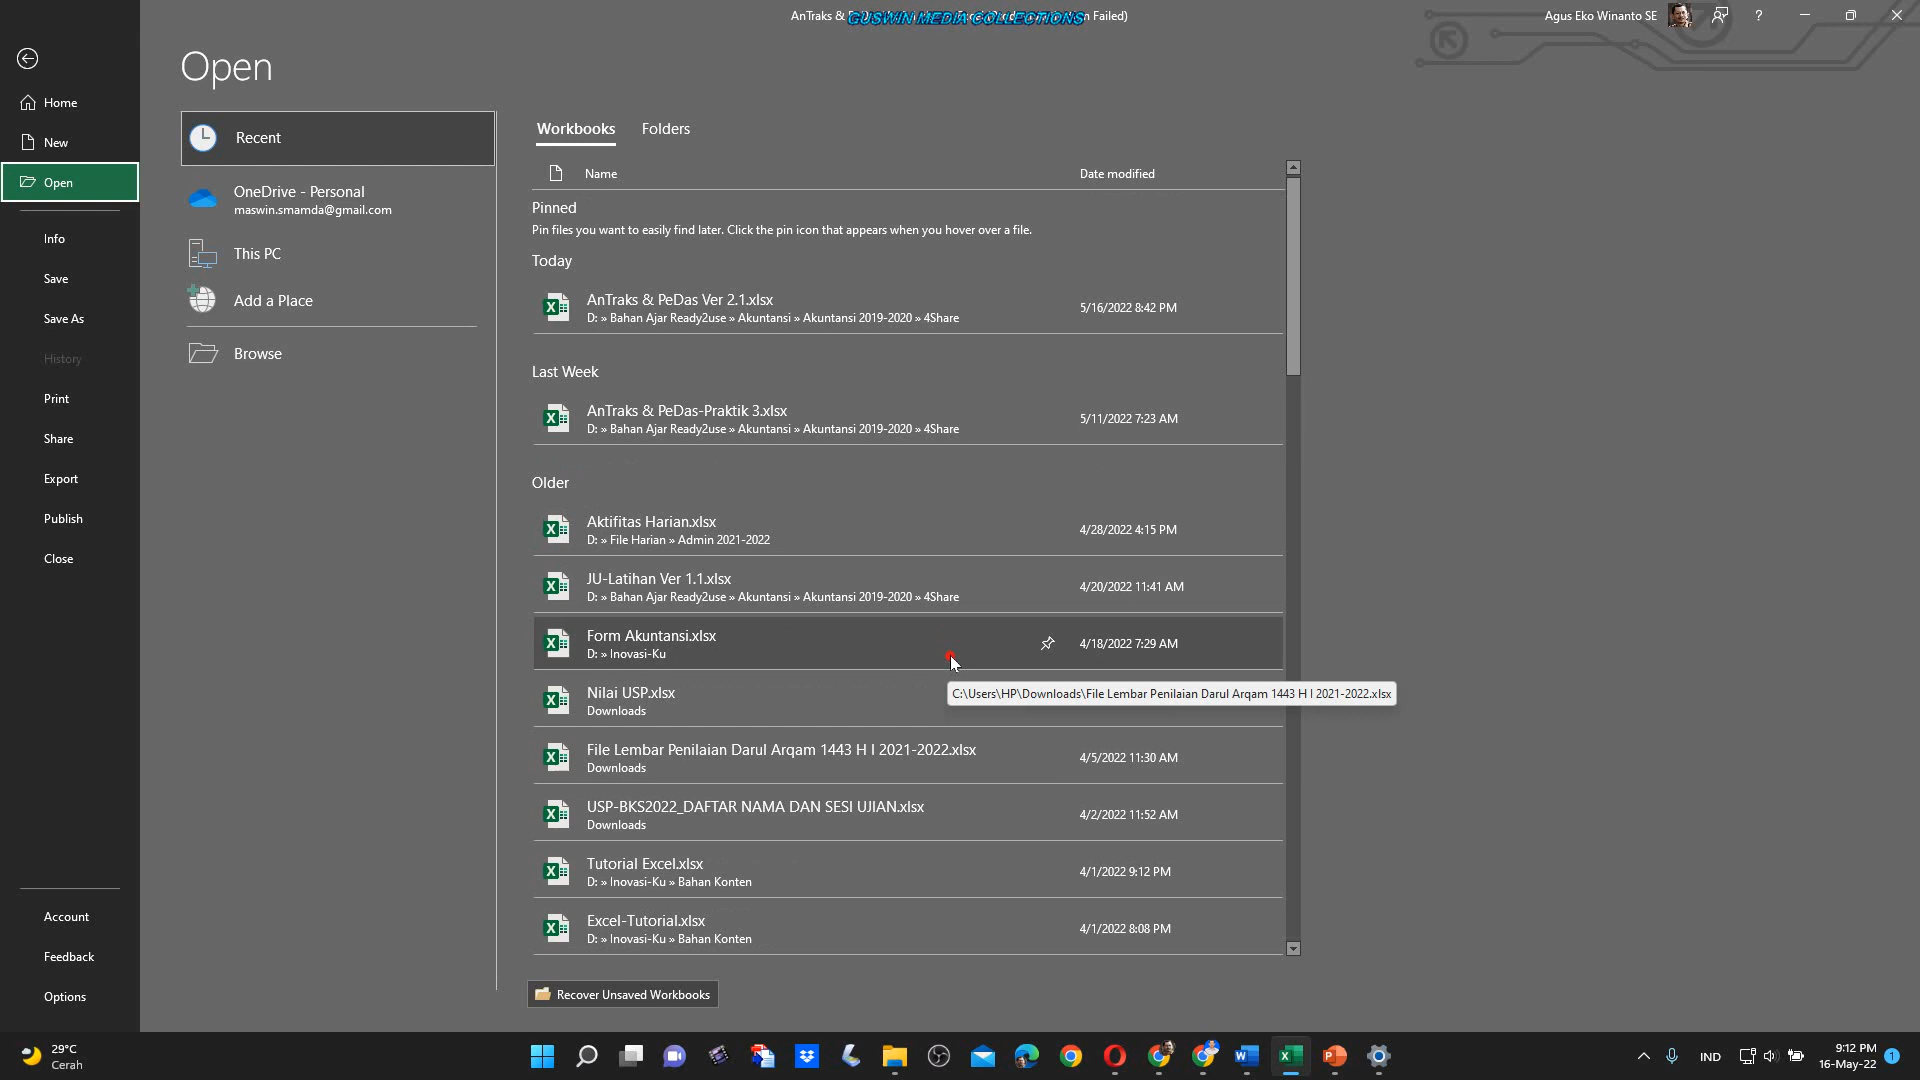 AnTraks &
GUSWIN MEDIA COLLECTIONS
Failed)
Agus Eko Winanto SE
?
Open
Home
New
Open
Info
Save
Save As
History
Print
Share
Export
Publish
Close
Account
Feedback
Options
Recent
OneDrive - Personal
maswin.smamda@gmail.com
This PC
Add a Place
Browse
Workbooks Folders
Name Date modified
Pinned
Pin files you want to easily find later. Click the pin icon that appears when you hover over a file.
Today
AnTraks & PeDas Ver 2.1.xlsx
D: » Bahan Ajar Ready2use » Akuntansi » Akuntansi 2019-2020 » 4Share
5/16/2022 8:42 PM
Last Week
AnTraks & PeDas-Praktik 3.xlsx
D: » Bahan Ajar Ready2use » Akuntansi » Akuntansi 2019-2020 » 4Share
5/11/2022 7:23 AM
Older
Aktifitas Harian.xlsx
D: » File Harian » Admin 2021-2022
4/28/2022 4:15 PM
JU-Latihan Ver 1.1.xlsx
D: » Bahan Ajar Ready2use » Akuntansi » Akuntansi 2019-2020 » 4Share
4/20/2022 11:41 AM
Form Akuntansi.xlsx
D: » Inovasi-Ku
4/18/2022 7:29 AM
Nilai USP.xlsx
Downloads
C:\Users\HP\Downloads\File Lembar Penilaian Darul Arqam 1443 H I 2021-2022.xlsx
File Lembar Penilaian Darul Arqam 1443 H I 2021-2022.xlsx
Downloads
4/5/2022 11:30 AM
USP-BKS2022_DAFTAR NAMA DAN SESI UJIAN.xlsx
Downloads
4/2/2022 11:52 AM
Tutorial Excel.xlsx
D: » Inovasi-Ku » Bahan Konten
4/1/2022 9:12 PM
Excel-Tutorial.xlsx
D: » Inovasi-Ku » Bahan Konten
4/1/2022 8:08 PM
Recover Unsaved Workbooks
29°C
Cerah
IND
9:12 PM
16-May-22
1